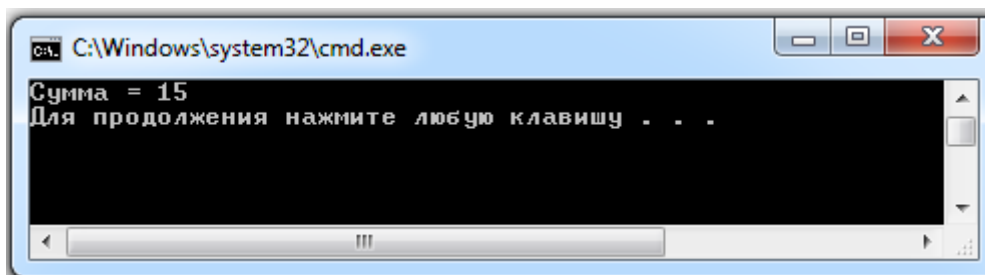 C:\Windows\system32\cmd.exe
Сумма = 15
Для продолжения нажмите любую клавишу . . .